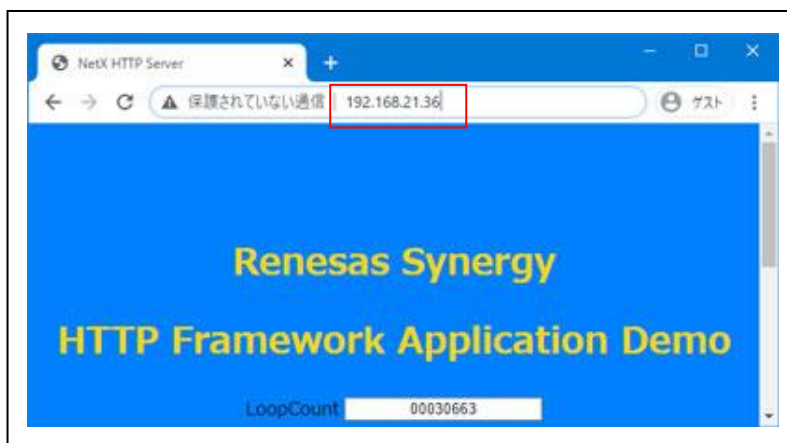 NetX HTTP Server
保護されていない通信 192.168.21.36 ゲスト
Renesas Synergy
HTTP Framework Application Demo
LoopCount 00030663